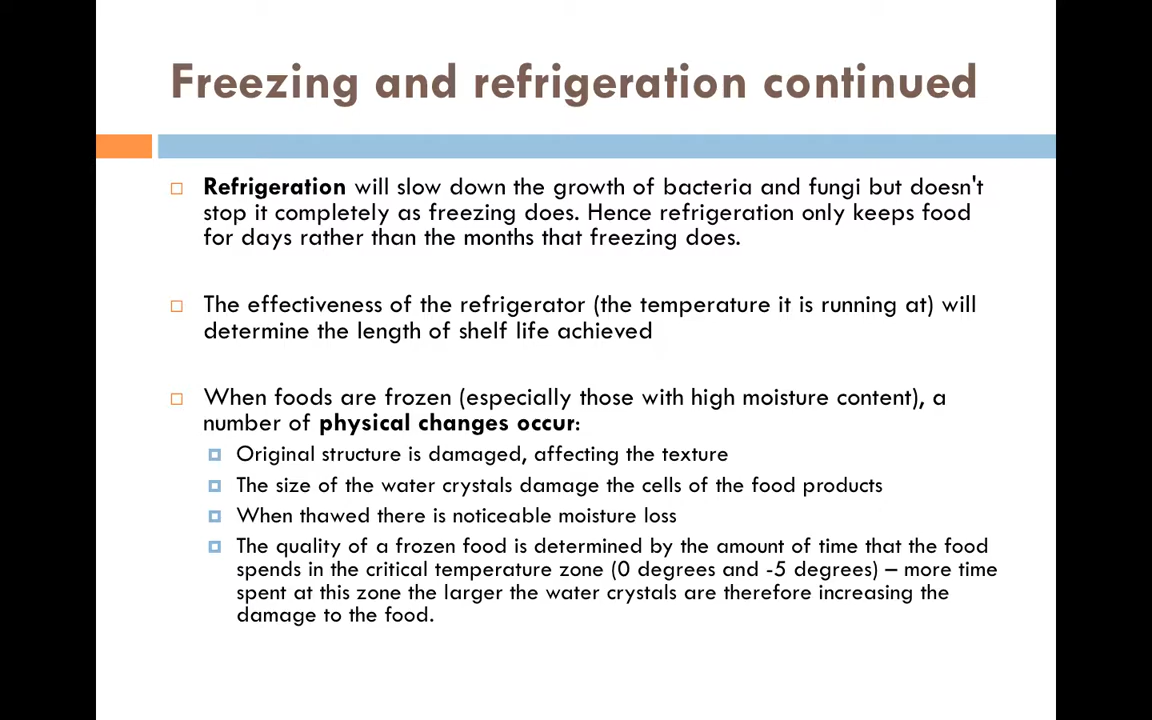 Freezing and refrigeration continued
Refrigeration will slow down the growth of bacteria and fungi but doesn't
stop it completely as freezing does. Hence refrigeration only keeps food
for days rather than the months that freezing does.
The effectiveness of the refrigerator (the temperature it is running at) will
determine the length of shelf life achieved
When foods are frozen (especially those with high moisture content), a
number of physical changes occur:
Original structure is damaged, affecting the texture
The size of the water crystals damage the cells of the food products
When thawed there is noticeable moisture loss
The quality of a frozen food is determined by the amount of time that the food
spends in the critical temperature zone (0 degrees and -5 degrees) – more time
spent at this zone the larger the water crystals are therefore increasing the
damage to the food.